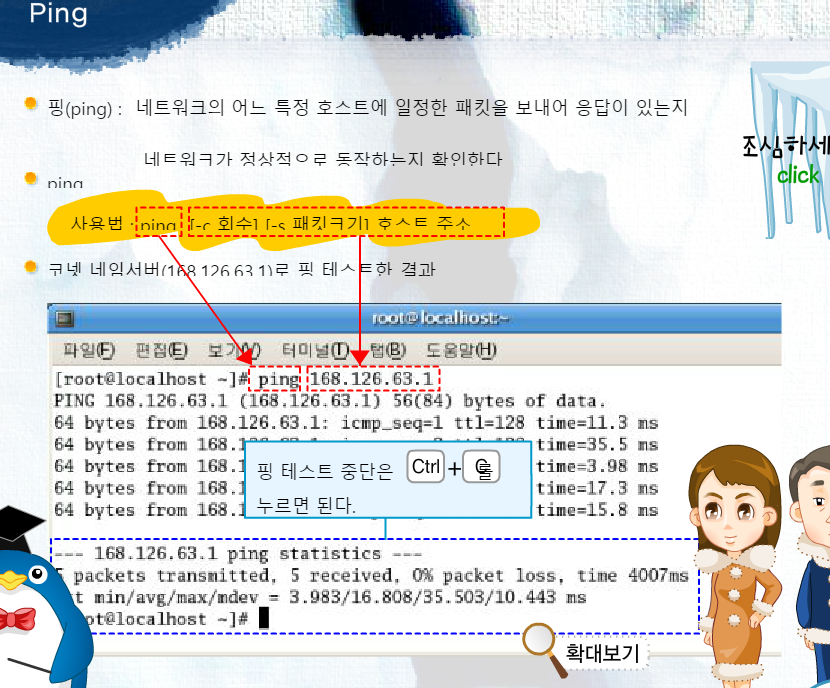 Ping
핑(ping) : 네트워크의 어느 특정 호스트에 일정한 패킷을 보내어 응답이 있는지
네트워크가 정상적으로 동작하는지 확인한다
조심하세
click
ping
사용법 : ping [-c 회수] [-s 패킷크기] 호스트 주소
코넷 네임서버(168.126.63.1)로 핑 테스트한 결과
root@localhost:~
파일(F) 편집(E) 보기(V) 터미널(T) 탭(B) 도움말(H)
[root@localhost ~]# ping 168.126.63.1
PING 168.126.63.1 (168.126.63.1) 56(84) bytes of data.
64 bytes from 168.126.63.1: icmp_seq=1 ttl=128 time=11.3 ms
64 bytes from 168.1 time=35.5 ms
64 bytes from 168.1 time=3.98 ms
64 bytes from 168.1 time=17.3 ms
64 bytes from 168.1 time=15.8 ms
핑 테스트 중단은 Ctrl + C 를
누르면 된다.
--- 168.126.63.1 ping statistics ---
5 packets transmitted, 5 received, 0% packet loss, time 4007ms
min/avg/max/mdev = 3.983/16.808/35.503/10.443 ms
ot@localhost ~]#
확대보기